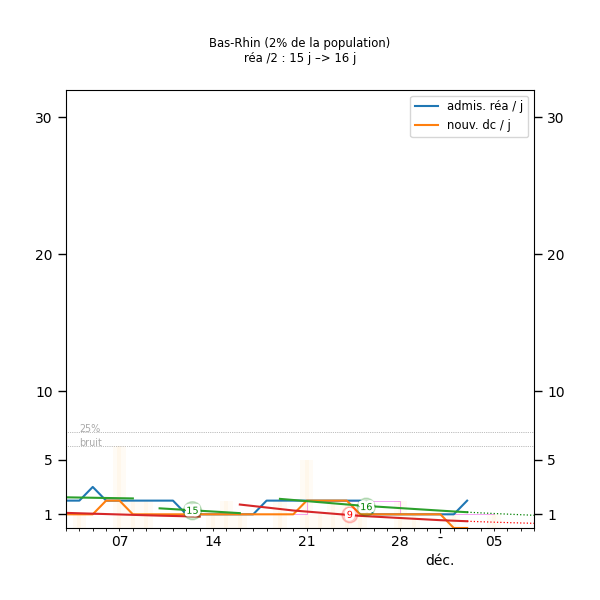 Bas-Rhin (2% de la population)
réa /2 : 15 j –> 16 j
admis. réa / j
nouv. dc / j
30 30
20 20
10 10
25%
bruit
5 5
15 16 9
1 1
07 14 21 28 - 05
déc.